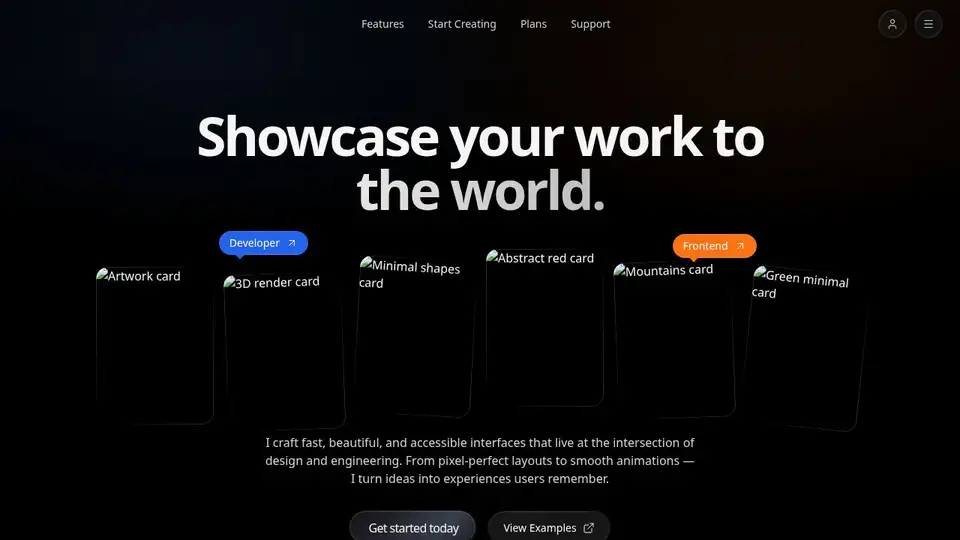 Features
Start Creating
Plans
Support
Showcase your work to
the world.
Developer
Frontend
Artwork card
3D render card
Minimal shapes
card
Abstract red card
Mountains card
Green minimal
card
I craft fast, beautiful, and accessible interfaces that live at the intersection of
design and engineering. From pixel-perfect layouts to smooth animations —
I turn ideas into experiences users remember.
Get started today
View Examples